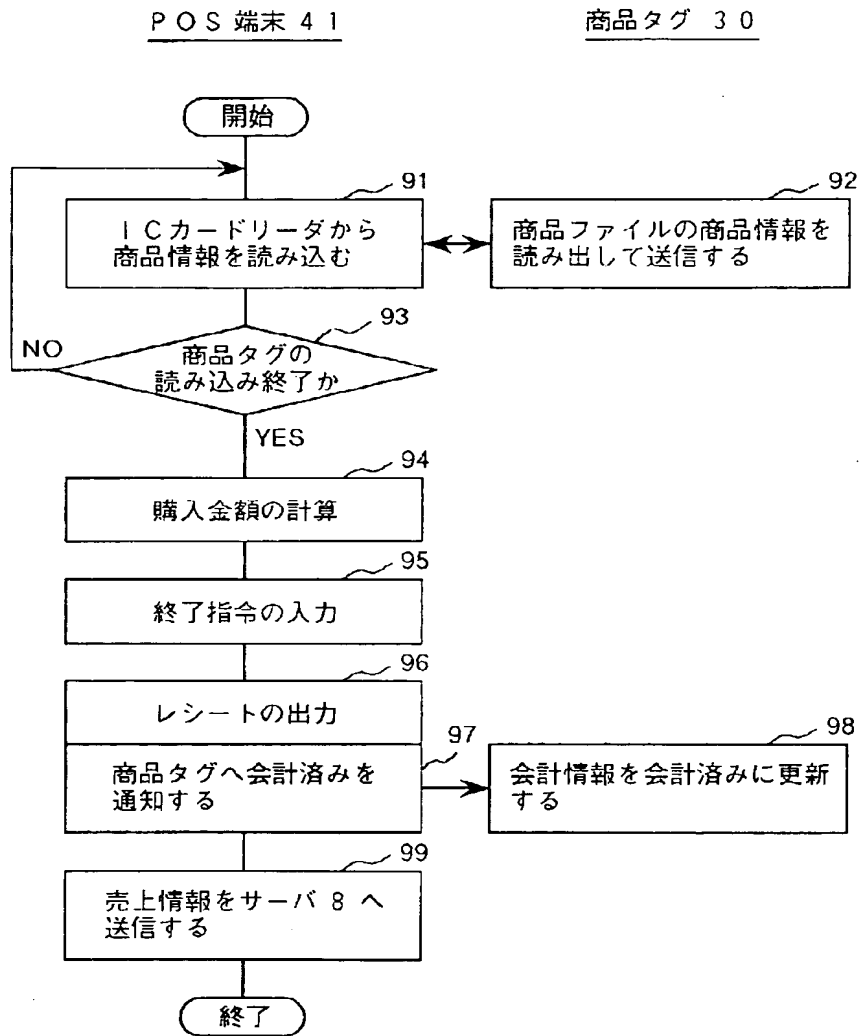 POS端末41
商品タグ 30
開始
91
ICカードリーダから
商品情報を読み込む
92
商品ファイルの商品情報を
読み出して送信する
93
商品タグの
読み込み終了か
NO
YES
94
購入金額の計算
95
終了指令の入力
96
レシートの出力
97
商品タグへ会計済みを
通知する
98
会計情報を会計済みに更新
する
99
売上情報をサーバ 8 へ
送信する
終了